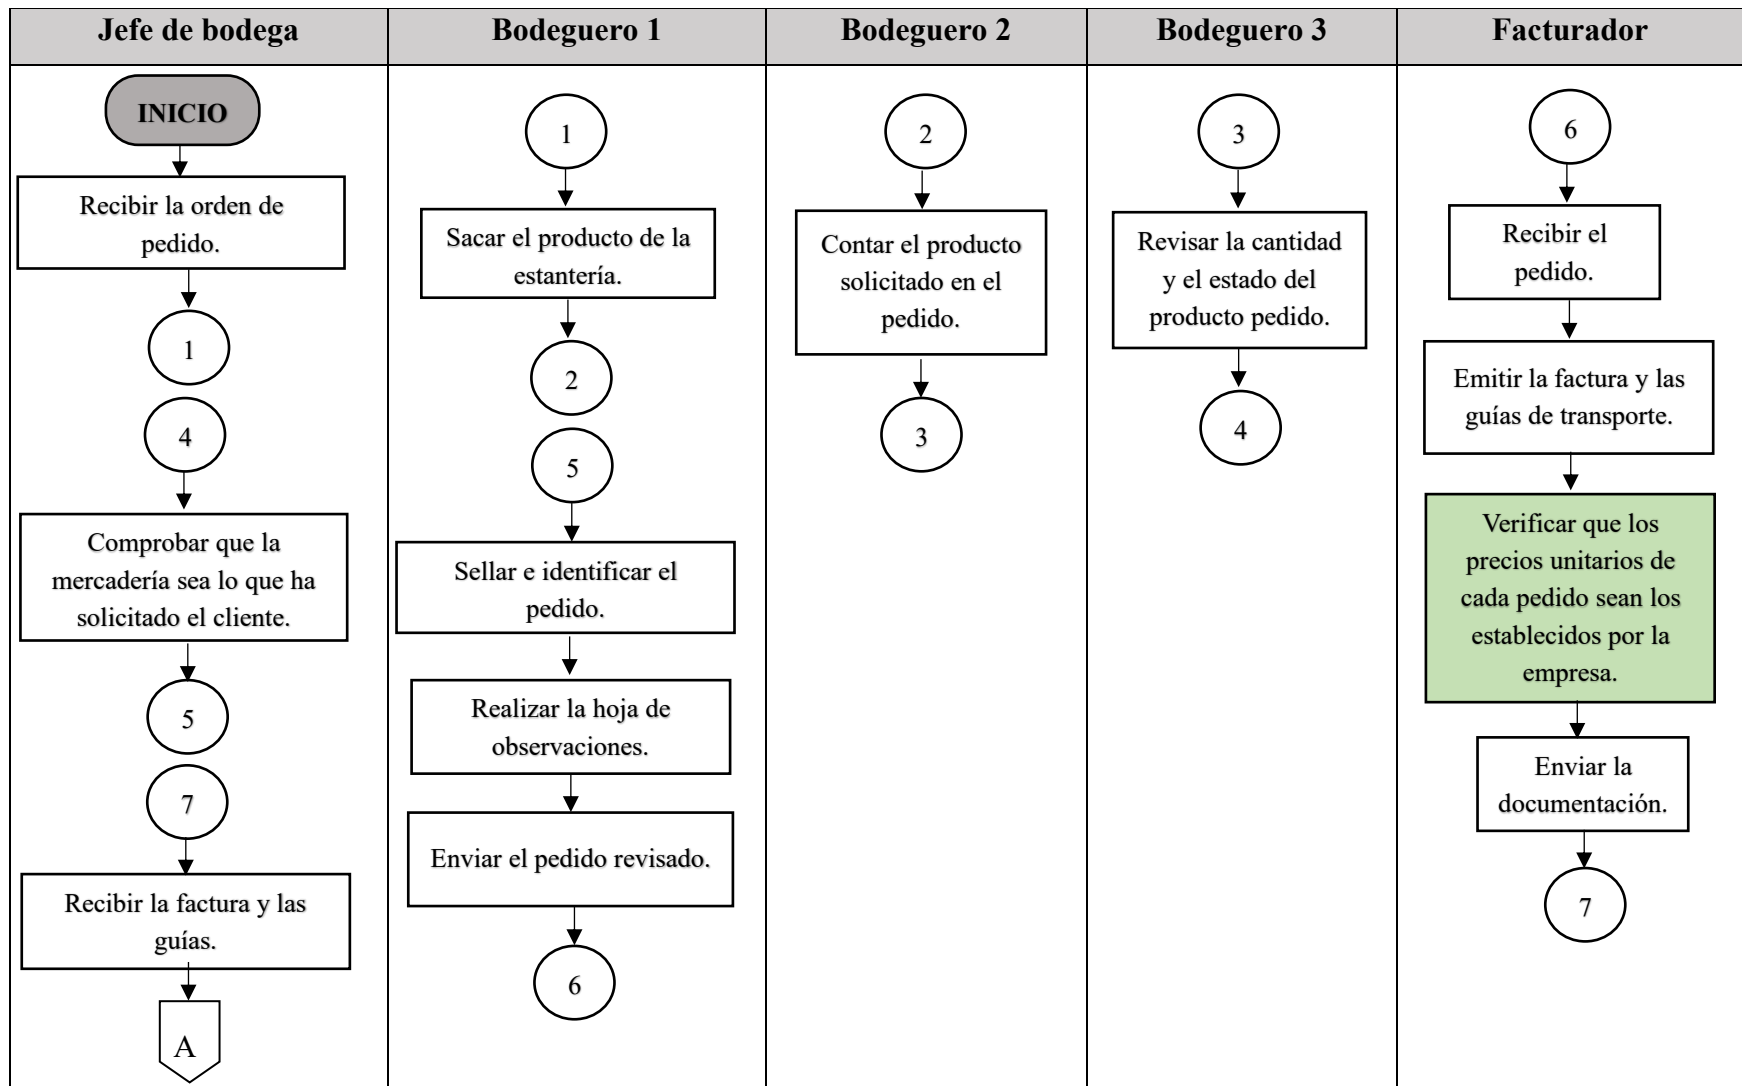 Jefe de bodega
Bodeguero 1
Bodeguero 2
Bodeguero 3
Facturador
INICIO
Recibir la orden de
pedido.
1
4
Comprobar que la
mercadería sea lo que ha
solicitado el cliente.
5
7
Recibir la factura y las
guías.
A
1
Sacar el producto de la
estantería.
2
5
Sellar e identificar el
pedido.
Realizar la hoja de
observaciones.
Enviar el pedido revisado.
6
2
Contar el producto
solicitado en el
pedido.
3
3
Revisar la cantidad
y el estado del
producto pedido.
4
6
Recibir el
pedido.
Emitir la factura y las
guías de transporte.
Verificar que los
precios unitarios de
cada pedido sean los
establecidos por la
empresa.
Enviar la
documentación.
7